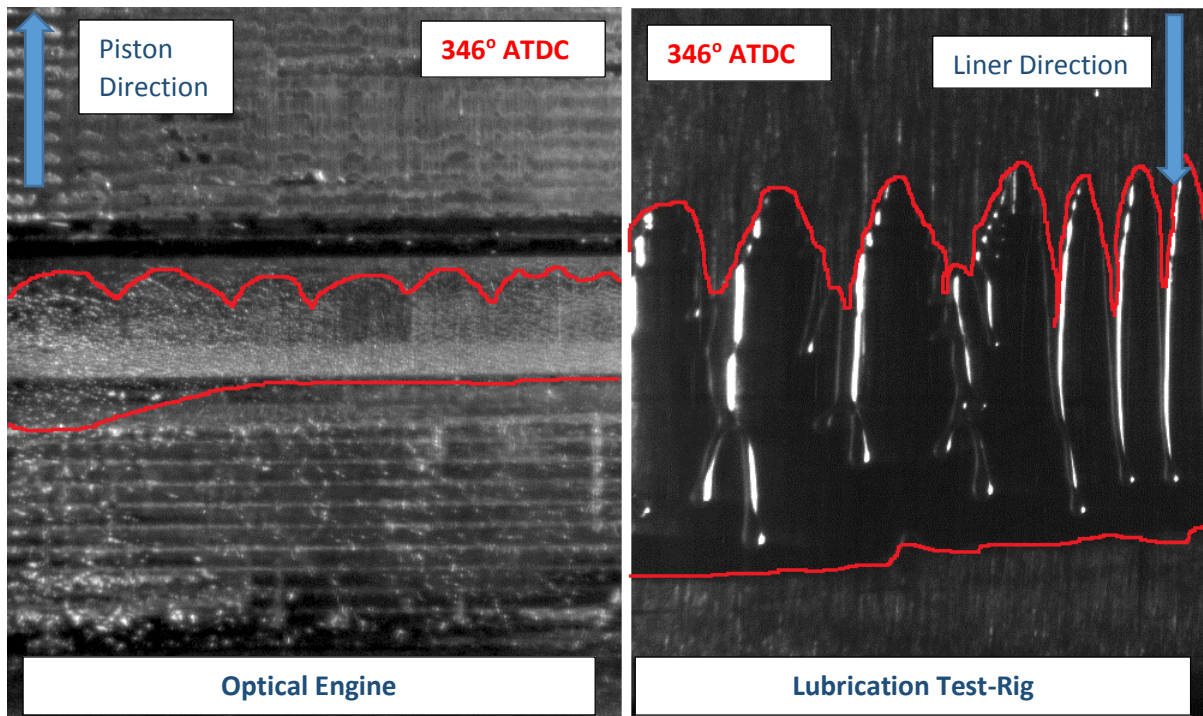 Piston
Direction
346° ATDC
346° ATDC
Liner Direction
Optical Engine
Lubrication Test-Rig